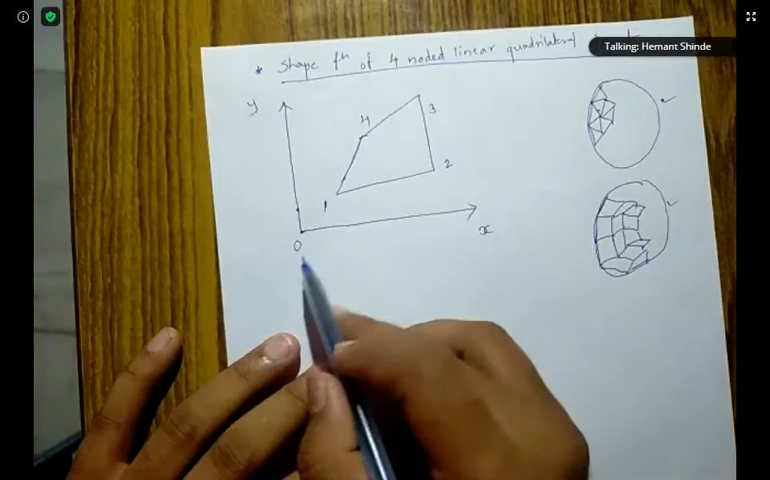 Talking: Hemant Shinde
* Shape fⁿ of 4 noded linear quadrilateral
y
4
3
2
1
x
0